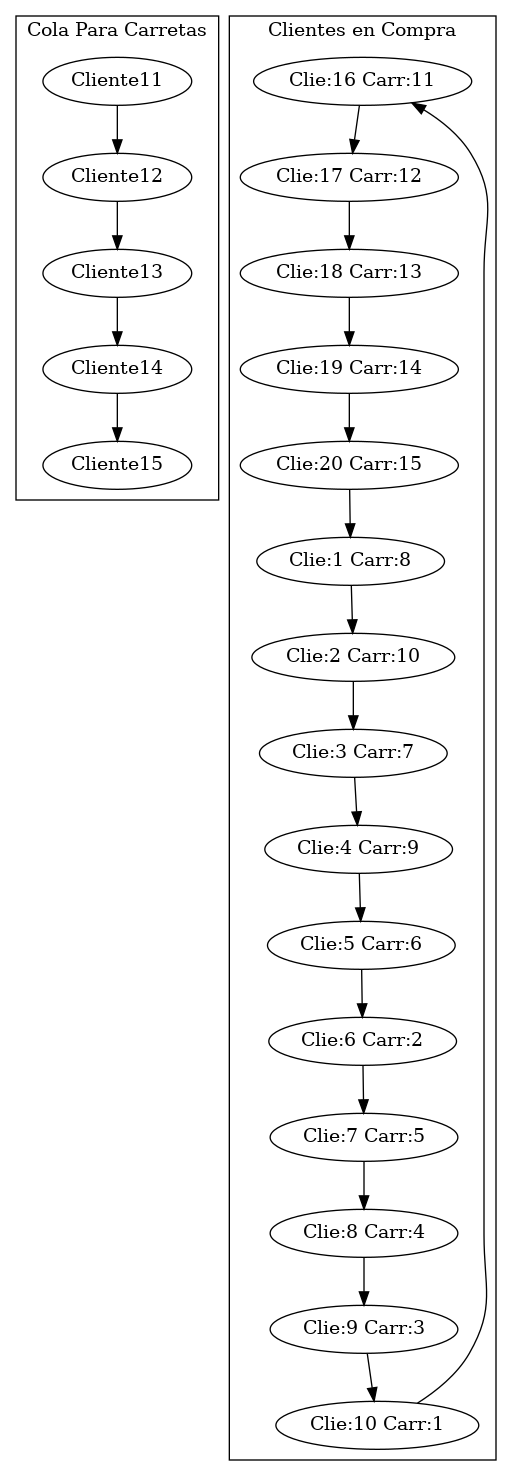 Cola Para Carretas
Cliente11
Cliente12
Cliente13
Cliente14
Cliente15
Clientes en Compra
Clie:16 Carr:11
Clie:17 Carr:12
Clie:18 Carr:13
Clie:19 Carr:14
Clie:20 Carr:15
Clie:1 Carr:8
Clie:2 Carr:10
Clie:3 Carr:7
Clie:4 Carr:9
Clie:5 Carr:6
Clie:6 Carr:2
Clie:7 Carr:5
Clie:8 Carr:4
Clie:9 Carr:3
Clie:10 Carr:1